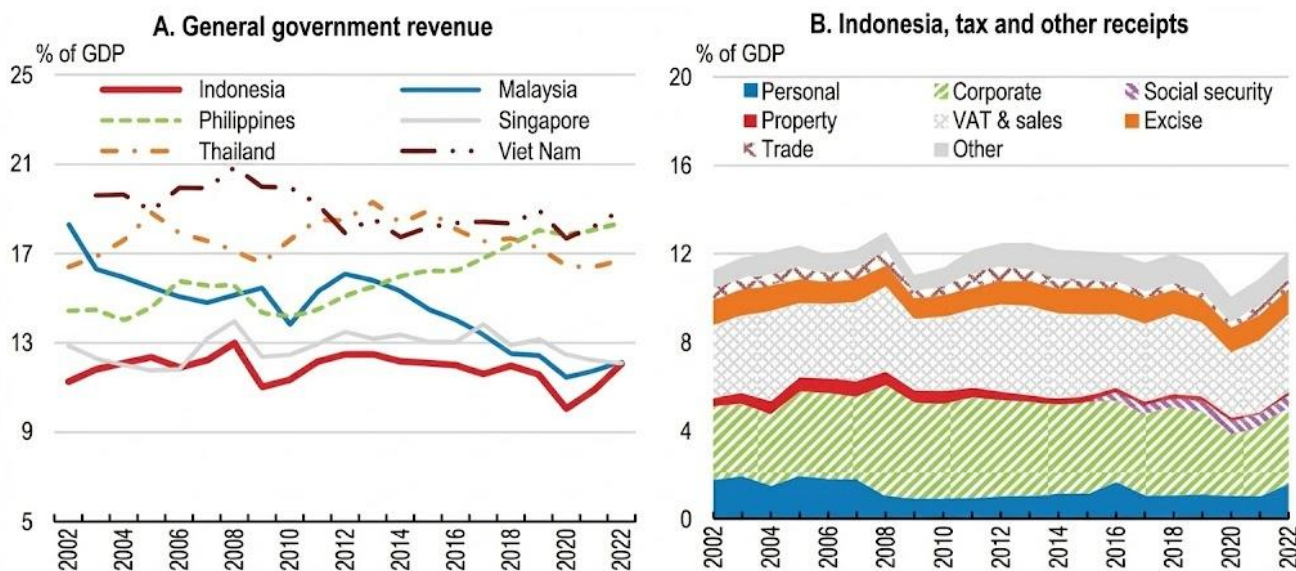 A. General government revenue
% of GDP
25
21
17
13
9
5
Indonesia
Malaysia
Philippines
Singapore
Thailand
Viet Nam
2002
2004
2006
2008
2010
2012
2014
2016
2018
2020
2022
B. Indonesia, tax and other receipts
% of GDP
20
16
12
8
4
0
Personal
Corporate
Social security
Property
VAT & sales
Excise
Trade
Other
2002
2004
2006
2008
2010
2012
2014
2016
2018
2020
2022